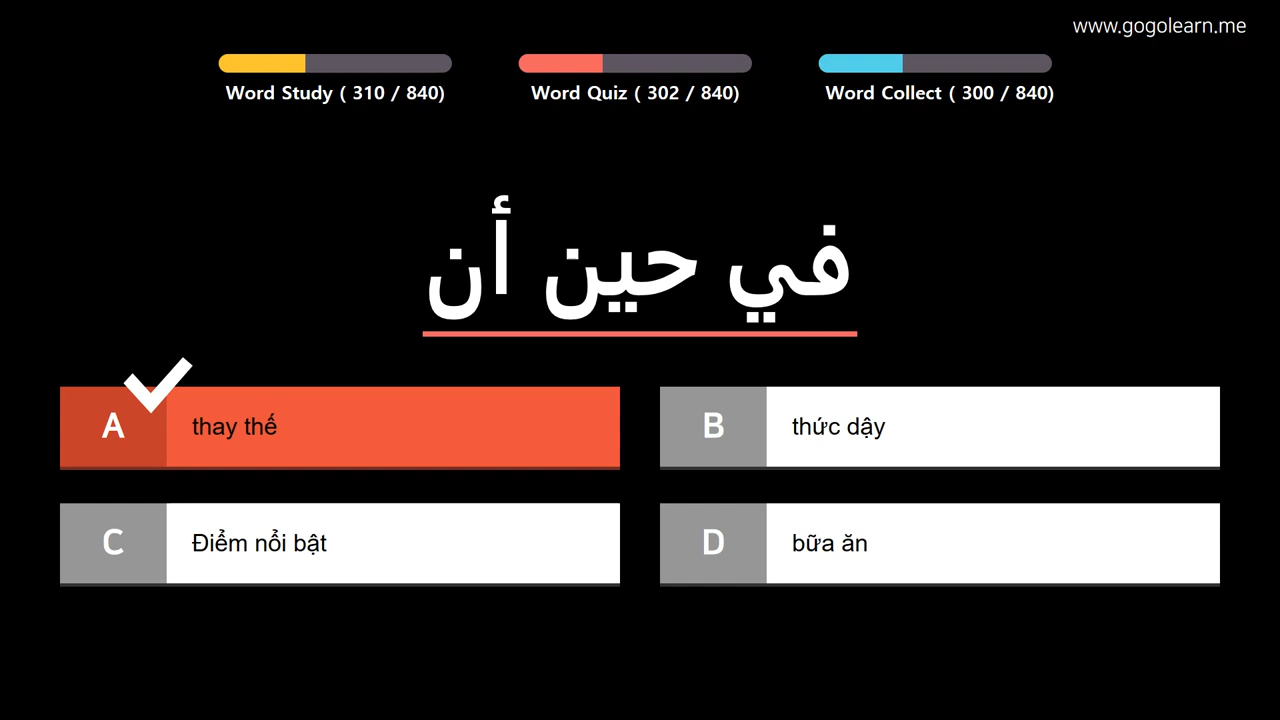 www.gogolearn.me
Word Study ( 310 / 840)
Word Quiz ( 302 / 840)
Word Collect ( 300 / 840)
في حين أن
A
thay thế
B
thức dậy
C
Điểm nổi bật
D
bữa ăn